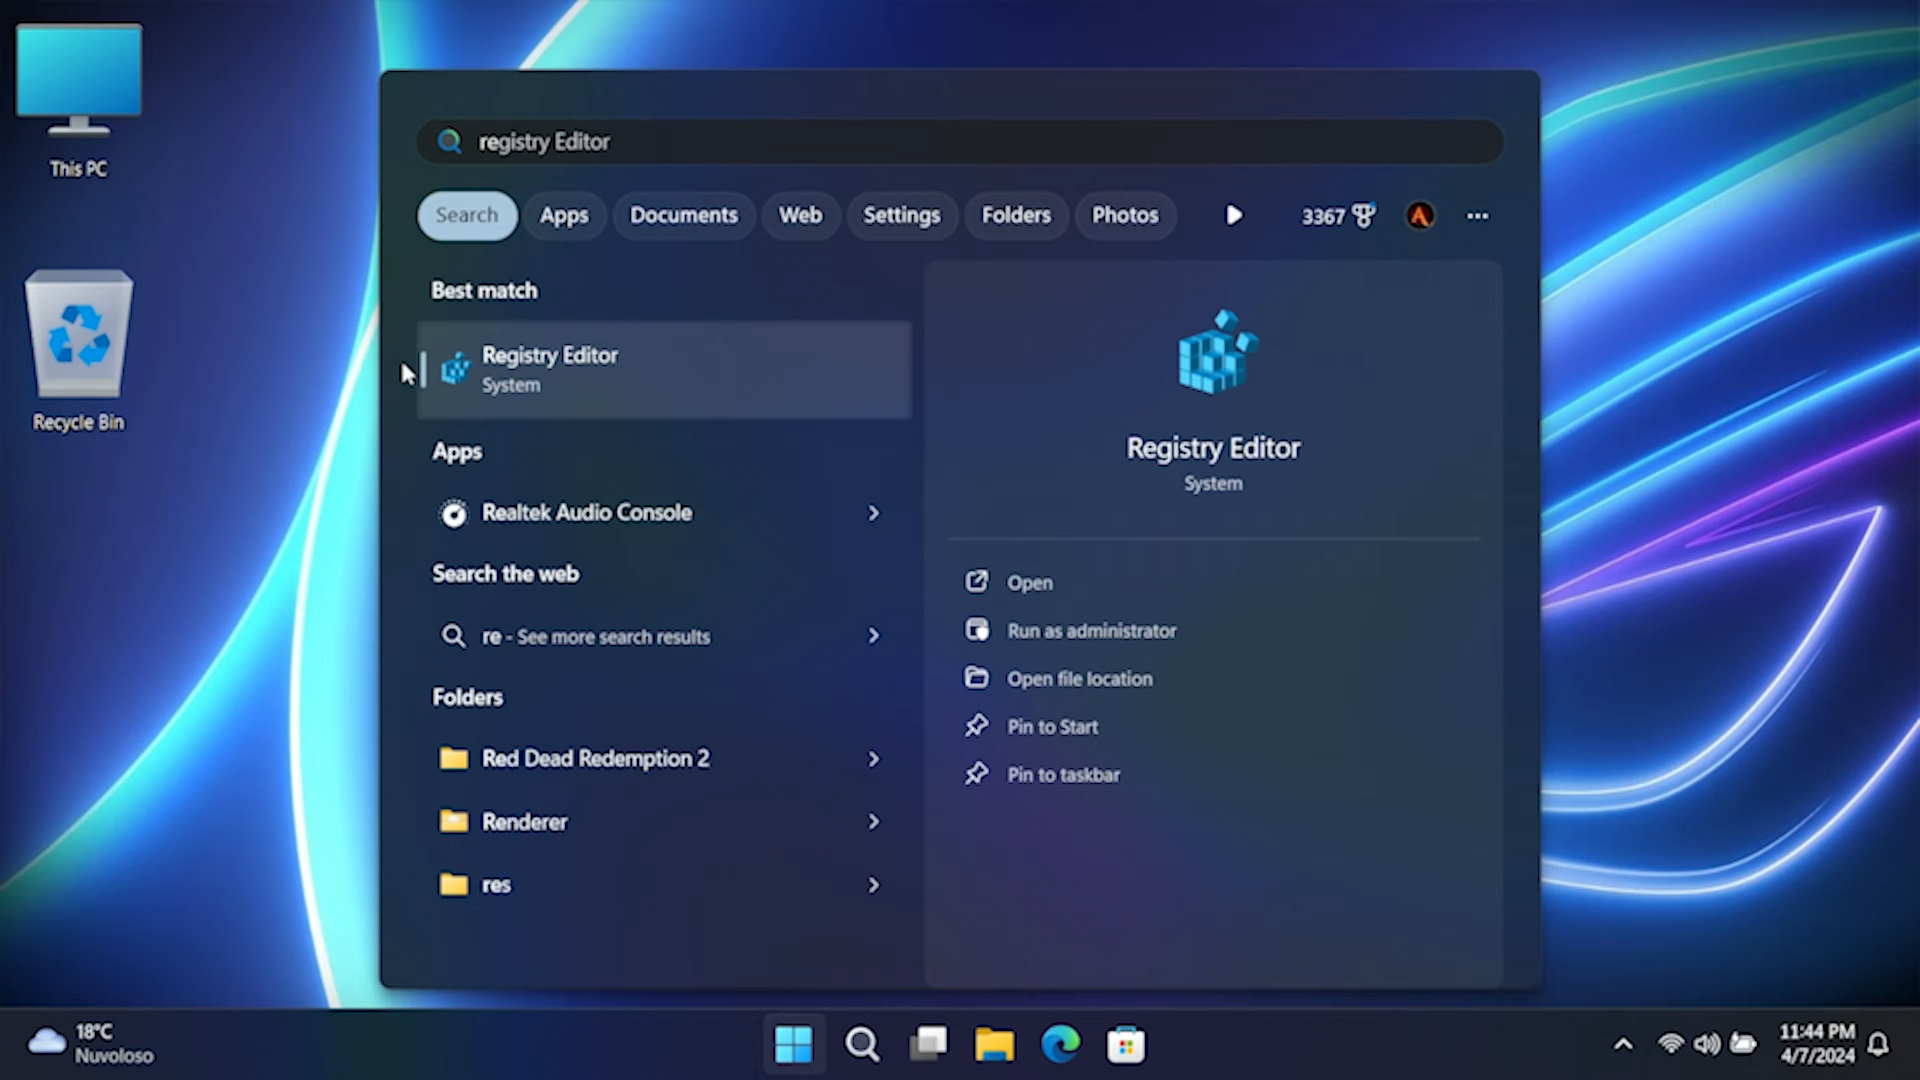 This PC
Recycle Bin
registry Editor
Search
Apps
Documents
Web
Settings
Folders
Photos
3367
Best match
Registry Editor
System
Apps
Realtek Audio Console
Search the web
re - See more search results
Folders
Red Dead Redemption 2
Renderer
res
Registry Editor
System
Open
Run as administrator
Open file location
Pin to Start
Pin to taskbar
18°C
Nuvoloso
11:44 PM
4/7/2024